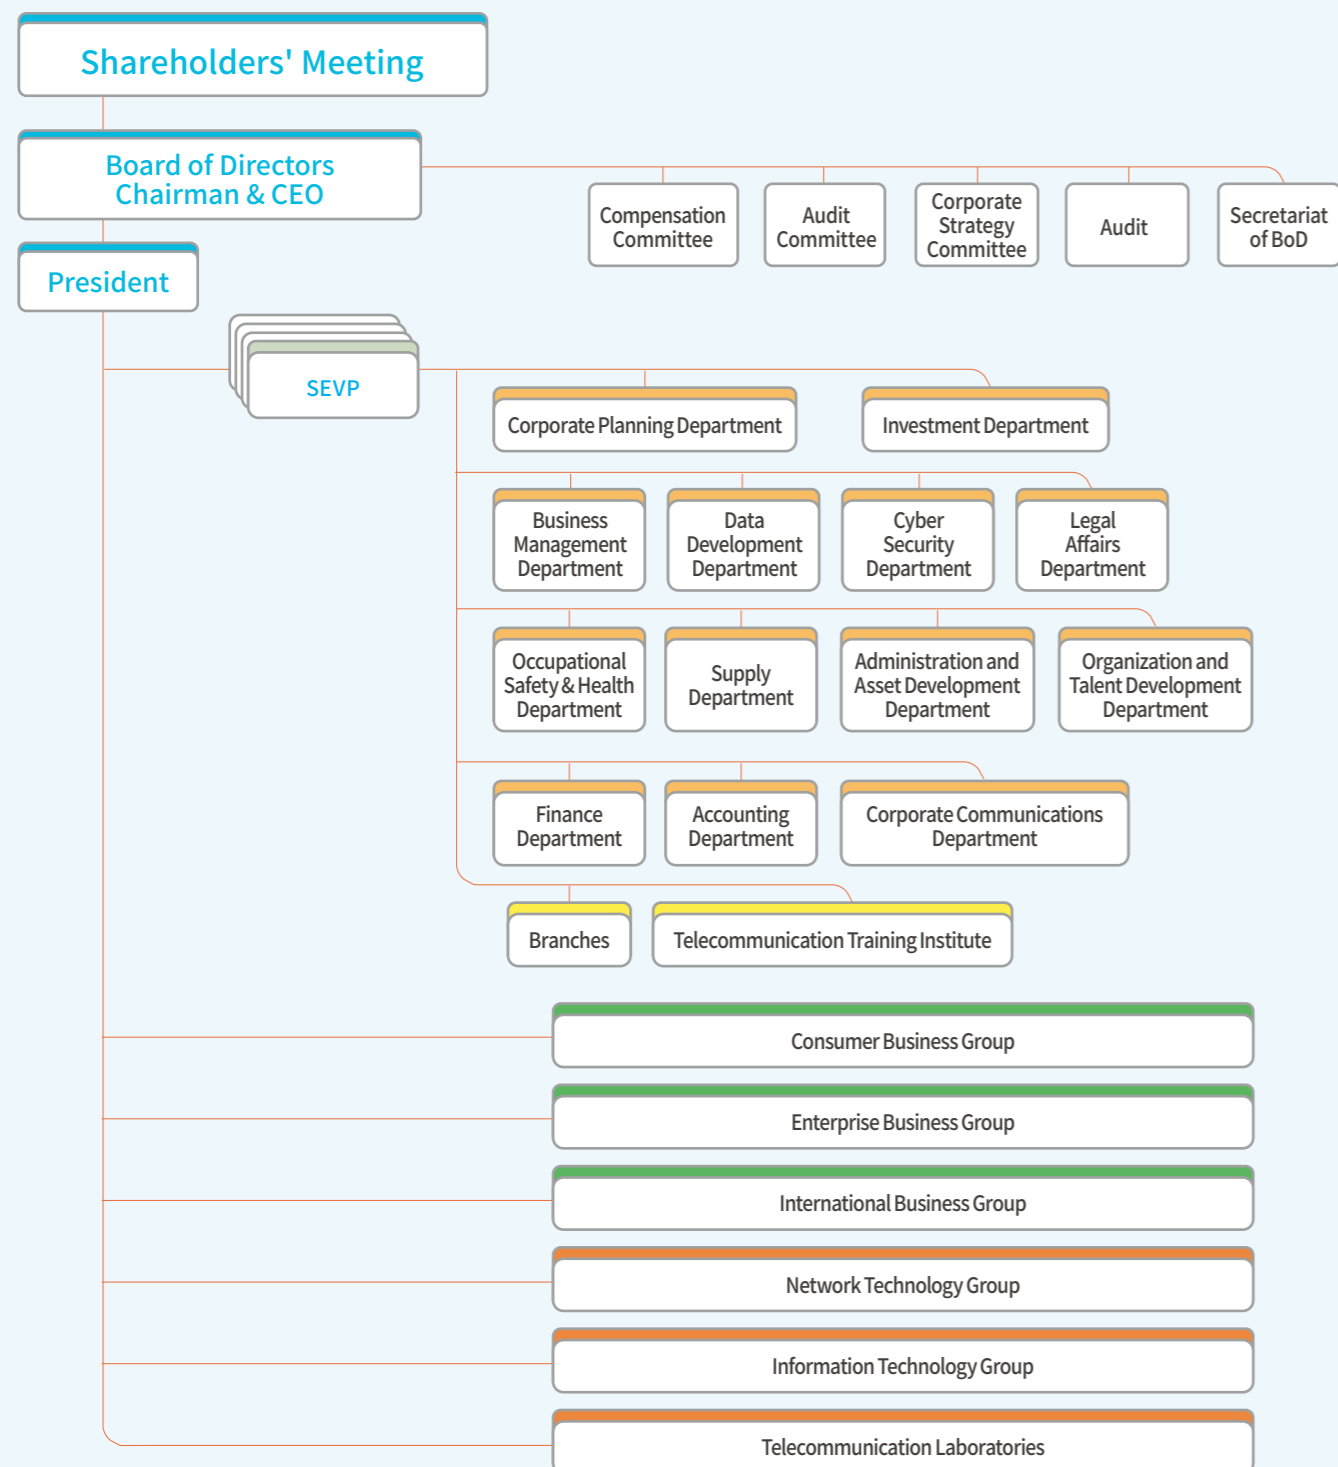 Shareholders' Meeting
Board of Directors
Chairman & CEO
Compensation
Committee
Audit
Committee
Corporate
Strategy
Committee
Audit
Secretariat
of BoD
President
SEVP
Corporate Planning Department
Investment Department
Business
Management
Department
Data
Development
Department
Cyber
Security
Department
Legal
Affairs
Department
Occupational
Safety & Health
Department
Supply
Department
Administration and
Asset Development
Department
Organization and
Talent Development
Department
Finance
Department
Accounting
Department
Corporate Communications
Department
Branches
Telecommunication Training Institute
Consumer Business Group
Enterprise Business Group
International Business Group
Network Technology Group
Information Technology Group
Telecommunication Laboratories